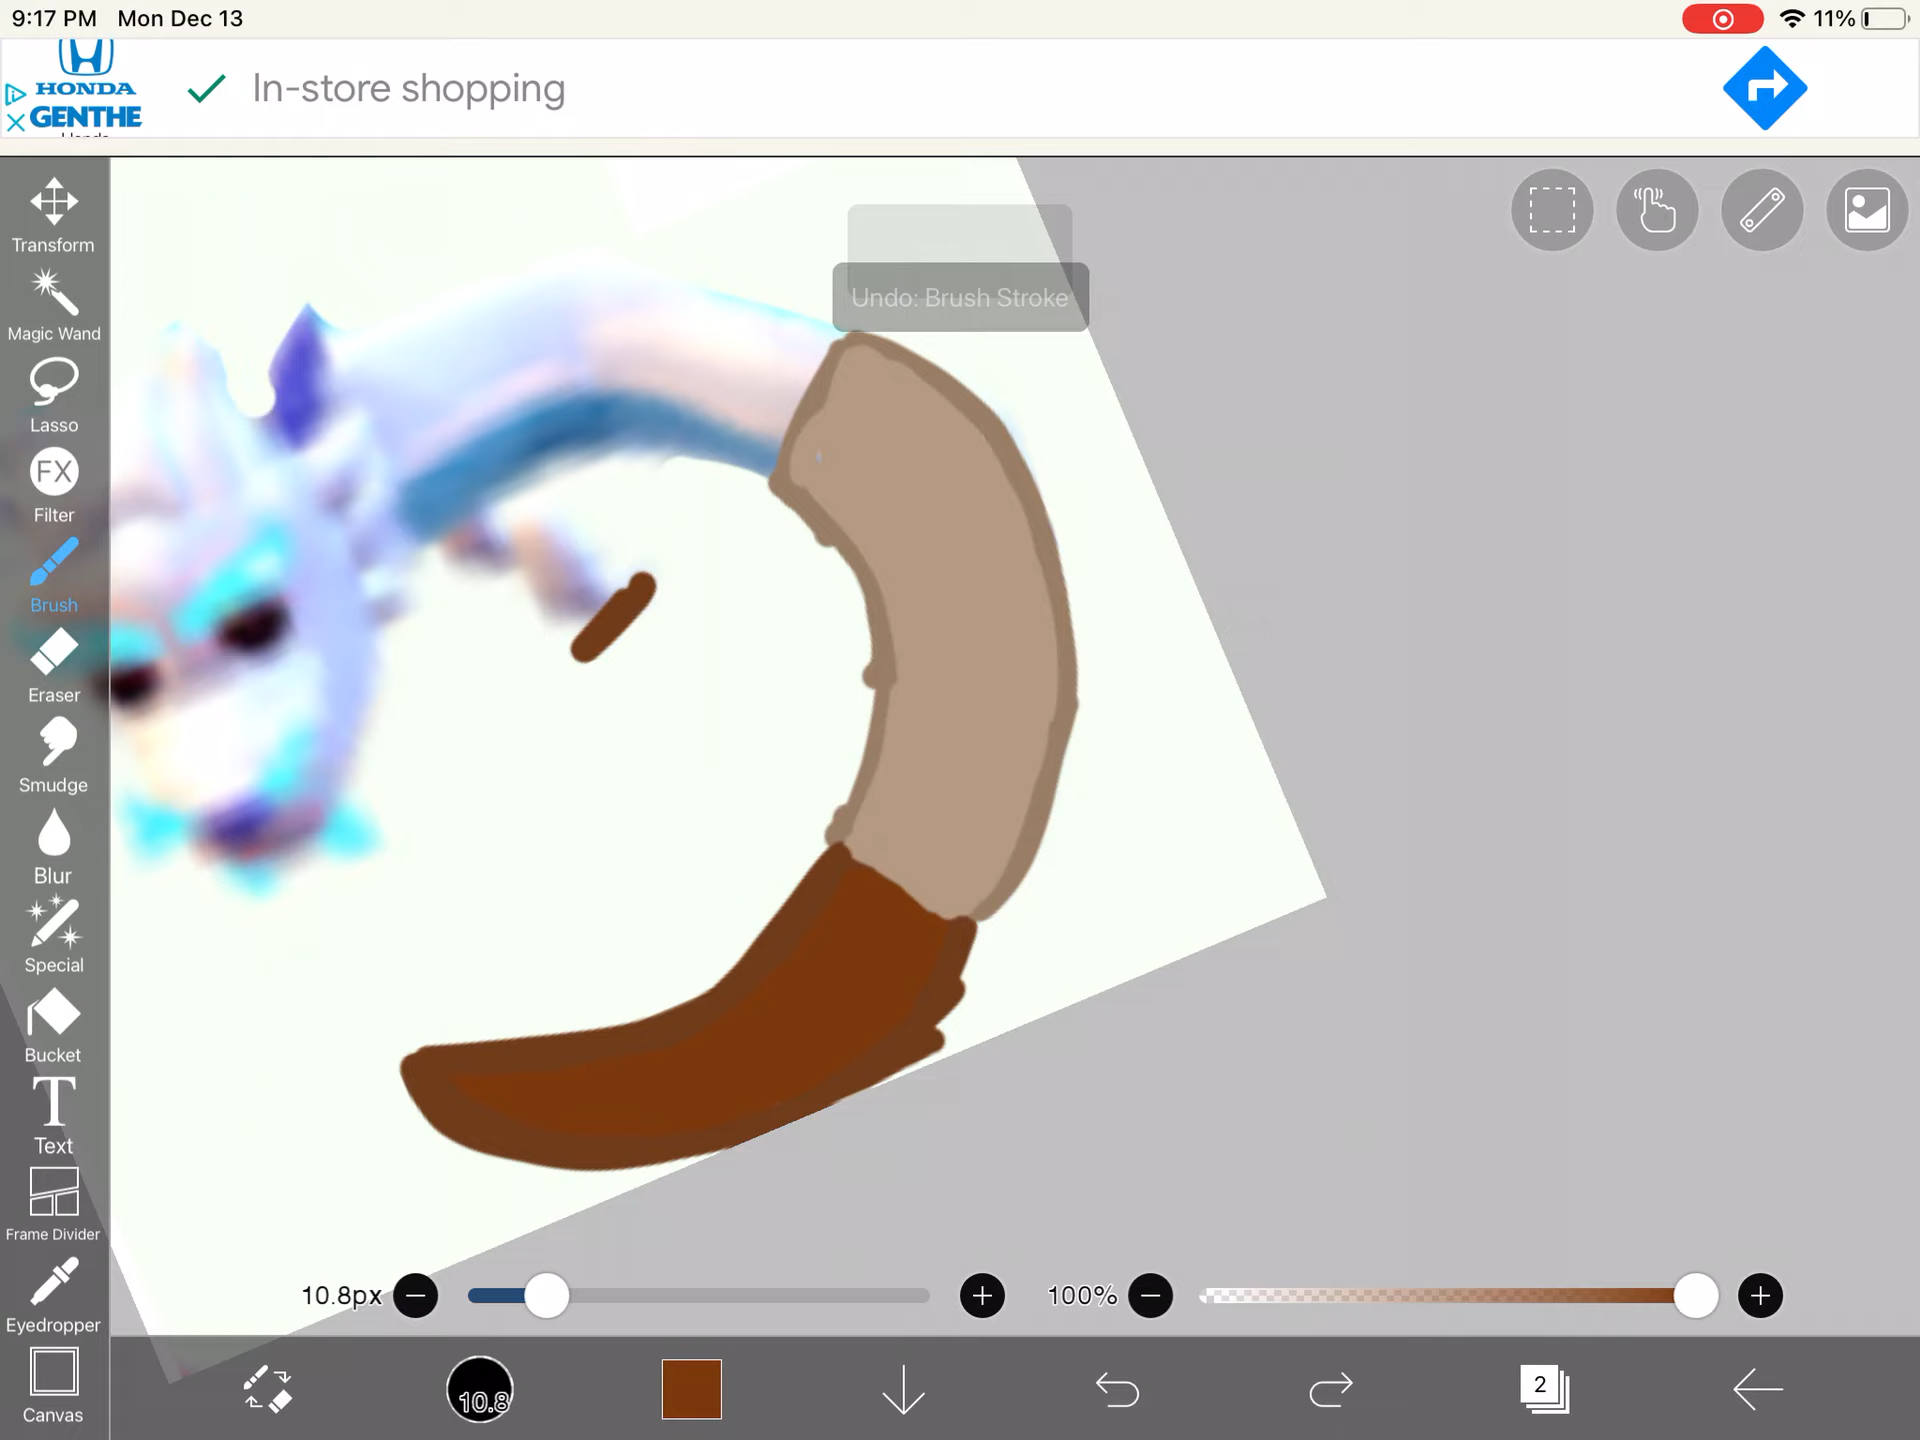 9:17 PM Mon Dec 13
11%
HONDA
GENTHE
In-store shopping
Transform
Magic Wand
Lasso
FX
Filter
Brush
Eraser
Smudge
Blur
Special
Bucket
T
Text
Frame Divider
Eyedropper
Canvas
Undo: Brush Stroke
10.8px
100%
10.8
2